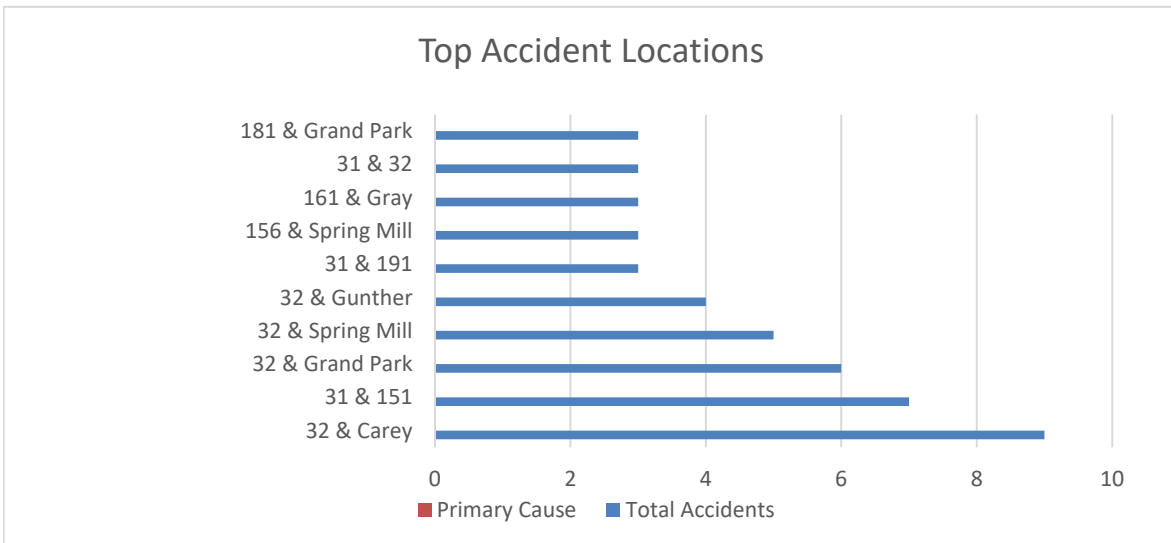 Top Accident Locations
181 & Grand Park
31 & 32
161 & Gray
156 & Spring Mill
31 & 191
32 & Gunther
32 & Spring Mill
32 & Grand Park
31 & 151
32 & Carey
0 2 4 6 8 10
Primary Cause Total Accidents